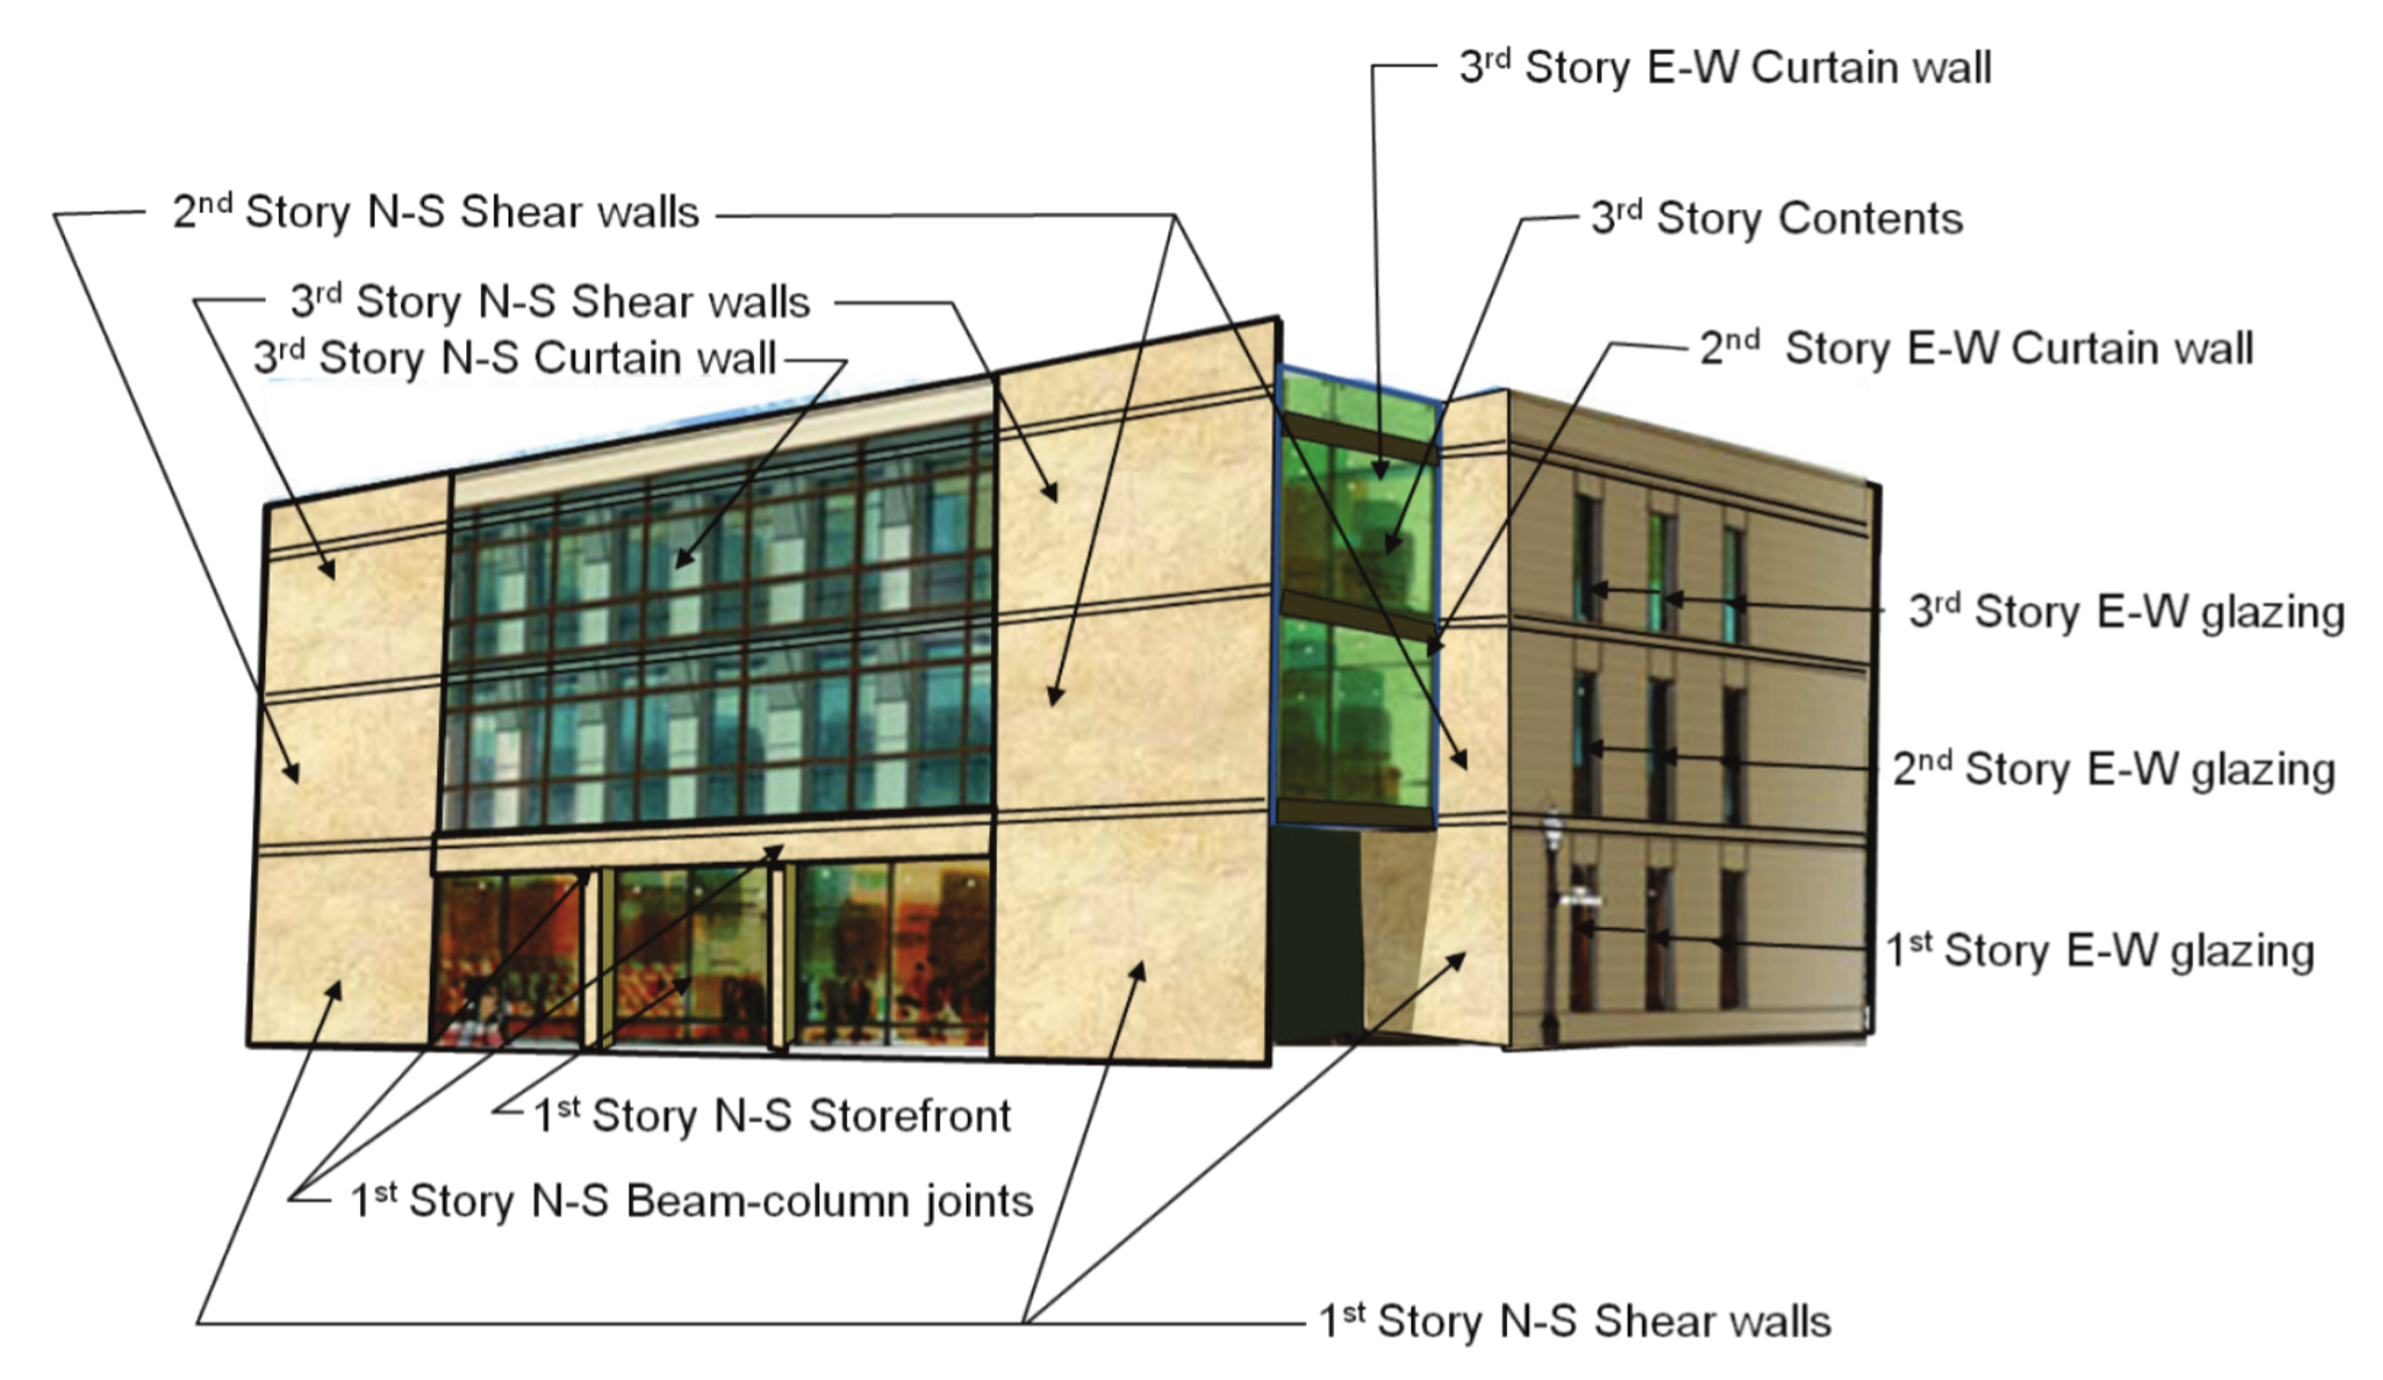 3rd Story E-W Curtain wall
2nd Story N-S Shear walls
3rd Story Contents
3rd Story N-S Shear walls
3rd Story N-S Curtain wall
2nd Story E-W Curtain wall
3rd Story E-W glazing
2nd Story E-W glazing
1st Story E-W glazing
1st Story N-S Storefront
1st Story N-S Beam-column joints
1st Story N-S Shear walls